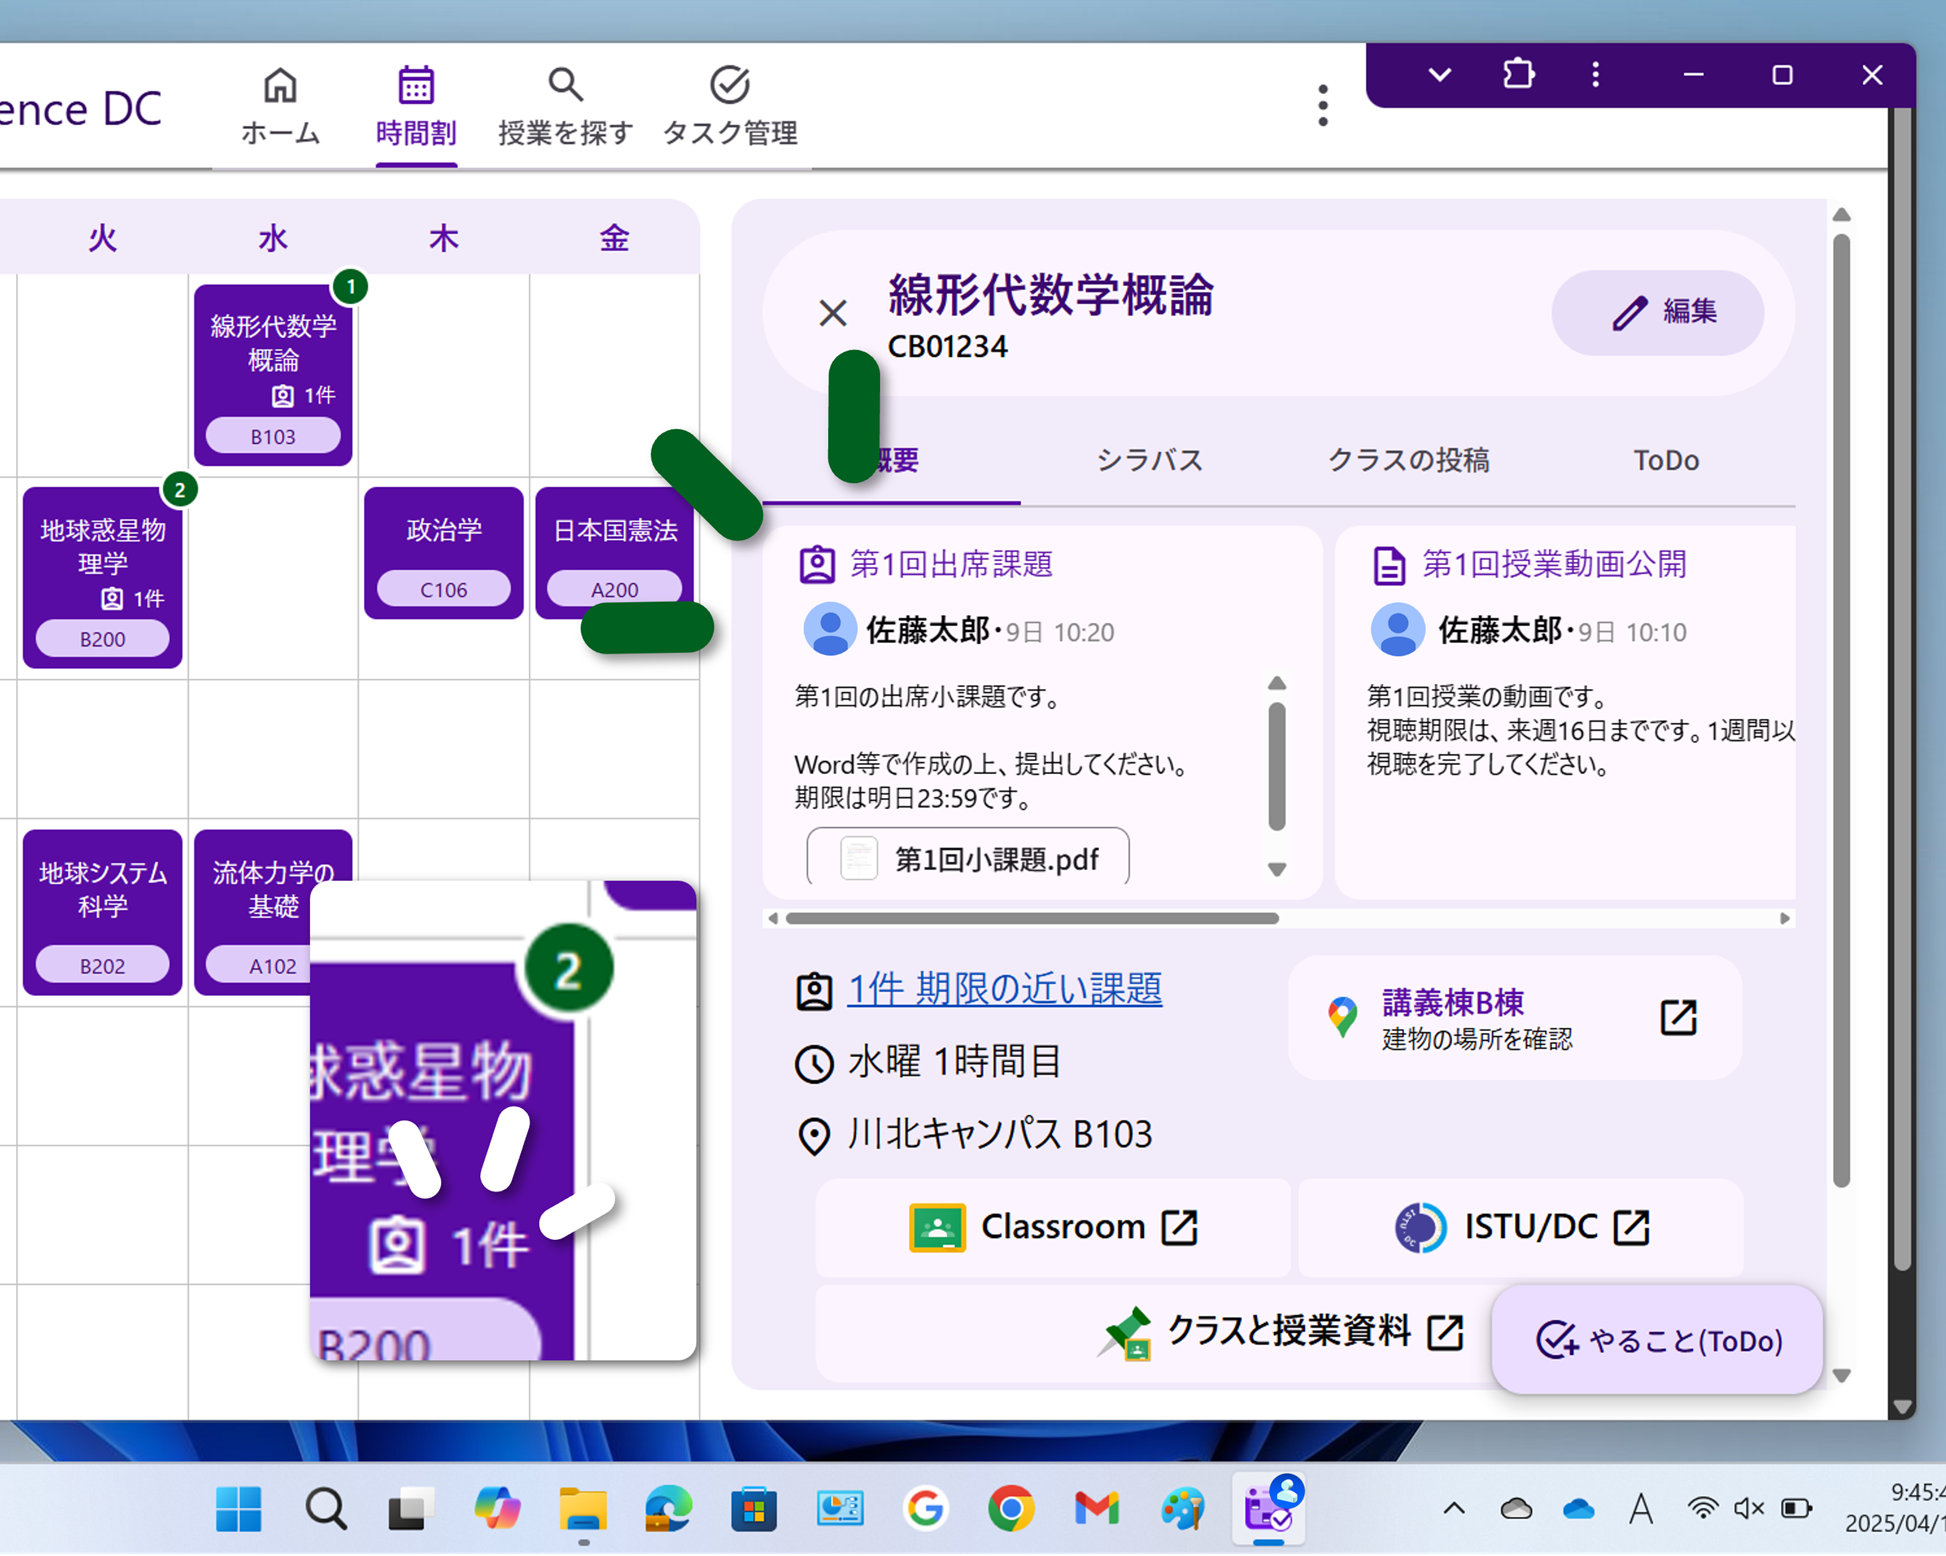 ence DC
ホーム
時間割
授業を探す
タスク管理
火
水
木
金
1
線形代数学
概論
1件
B103
2
地球惑星物
理学
1件
B200
政治学
C106
日本国憲法
A200
地球システム
科学
B202
流体力学の
基礎
A102
2
球惑星物
理学
1件
B200
線形代数学概論
CB01234
編集
概要
シラバス
クラスの投稿
ToDo
第1回出席課題
佐藤太郎・9日 10:20
第1回の出席小課題です。
Word等で作成の上、提出してください。
期限は明日23:59です。
第1回小課題.pdf
第1回授業動画公開
佐藤太郎・9日 10:10
第1回授業の動画です。
視聴期限は、来週16日までです。1週間以
視聴を完了してください。
1件 期限の近い課題
水曜 1時間目
川北キャンパス B103
講義棟B棟
建物の場所を確認
Classroom
ISTU/DC
クラスと授業資料
やること(ToDo)
A
9:45:4
2025/04/1